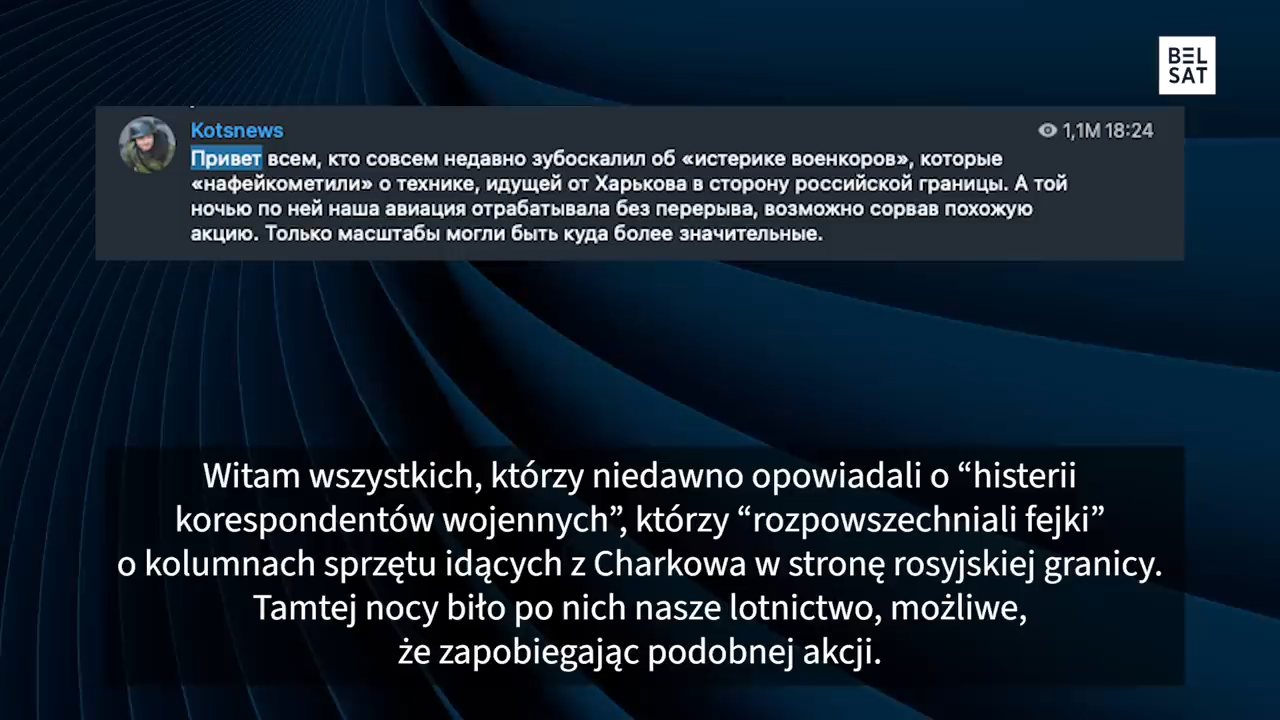 BEL
SAT
Kotsnews
1,1M 18:24
Привет всем, кто совсем недавно зубоскалил об «истерике военкоров», которые
«нафейкометили» о технике, идущей от Харькова в сторону российской границы. А той
ночью по ней наша авиация отрабатывала без перерыва, возможно сорвав похожую
акцию. Только масштабы могли быть куда более значительные.
Witam wszystkich, którzy niedawno opowiadali o “histerii
korespondentów wojennych”, którzy “rozpowszechniali fejki”
o kolumnach sprzętu idących z Charkowa w stronę rosyjskiej granicy.
Tamtej nocy biło po nich nasze lotnictwo, możliwe,
że zapobiegając podobnej akcji.